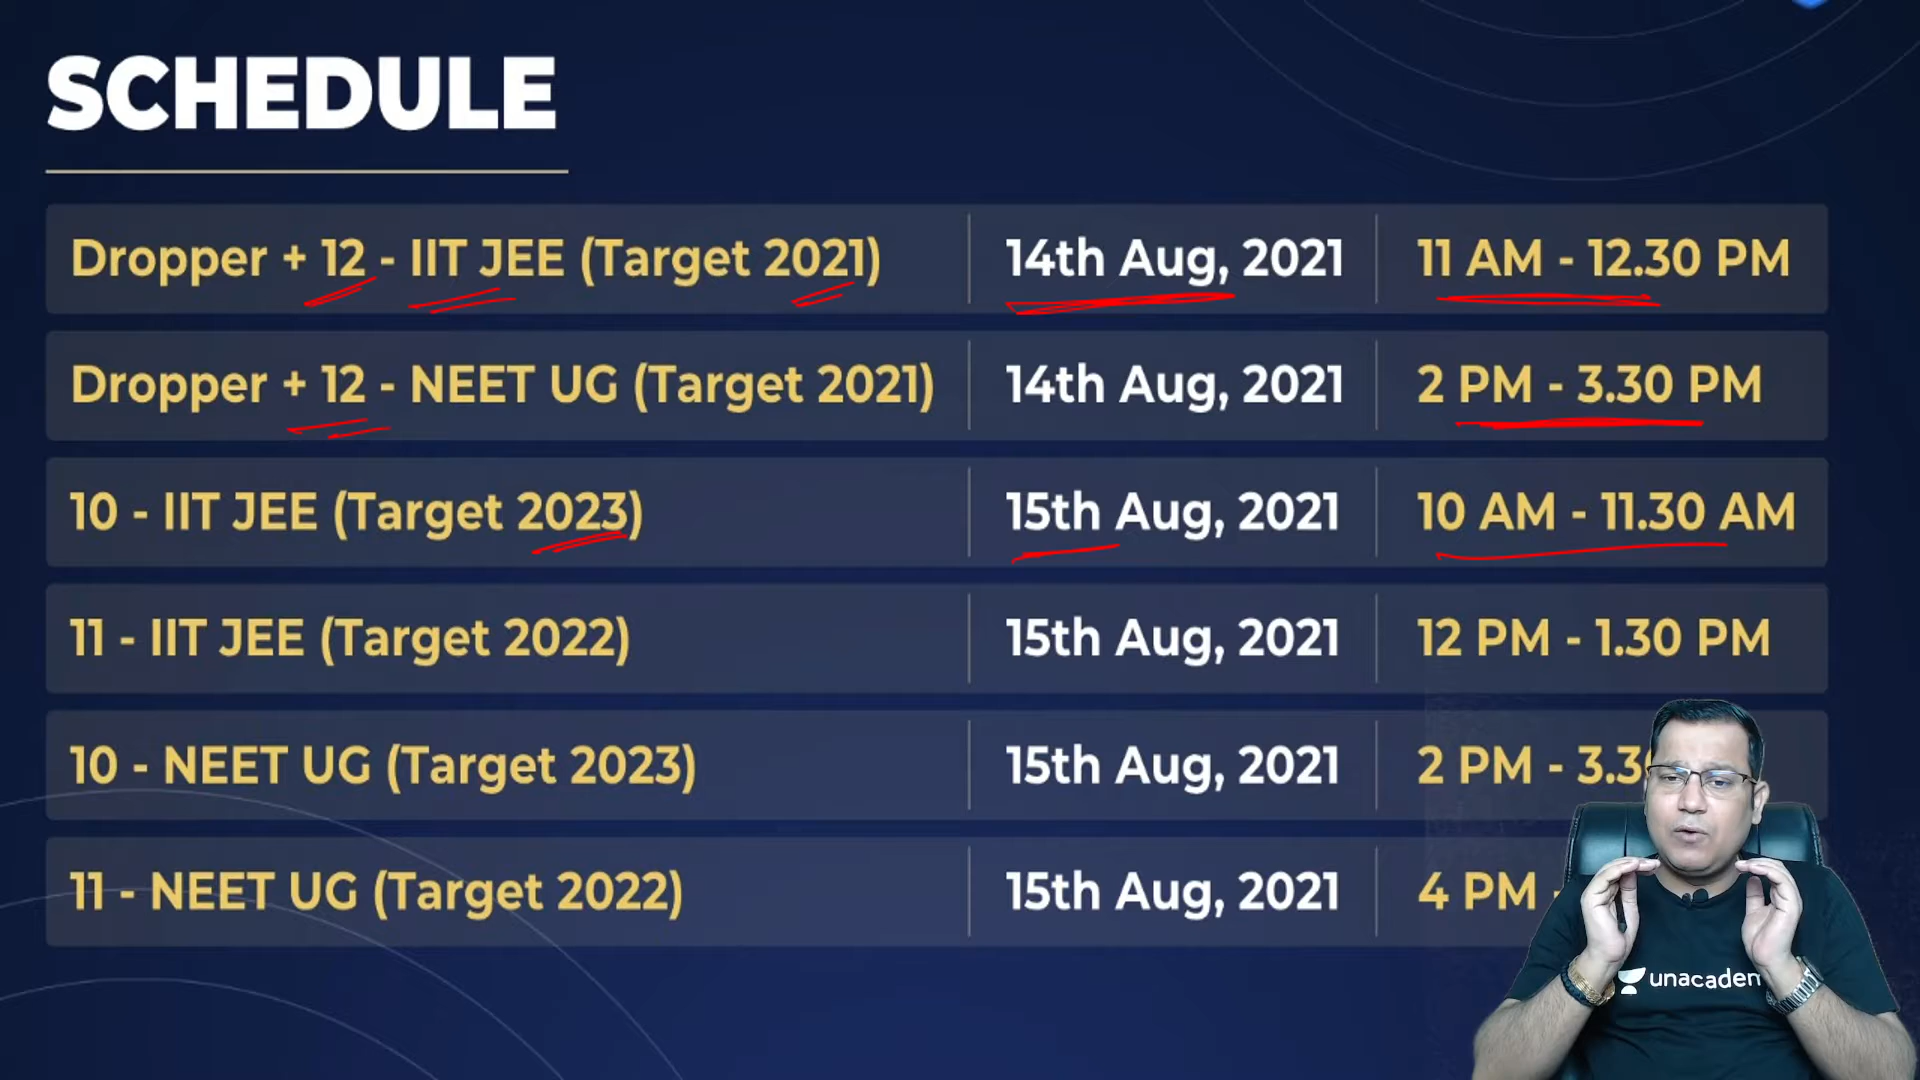 SCHEDULE
Dropper + 12 - IIT JEE (Target 2021) 14th Aug, 2021 11 AM - 12.30 PM
Dropper + 12 - NEET UG (Target 2021) 14th Aug, 2021 2 PM - 3.30 PM
10 - IIT JEE (Target 2023) 15th Aug, 2021 10 AM - 11.30 AM
11 - IIT JEE (Target 2022) 15th Aug, 2021 12 PM - 1.30 PM
10 - NEET UG (Target 2023) 15th Aug, 2021 2 PM - 3.3
11 - NEET UG (Target 2022) 15th Aug, 2021 4 PM -
unacadem